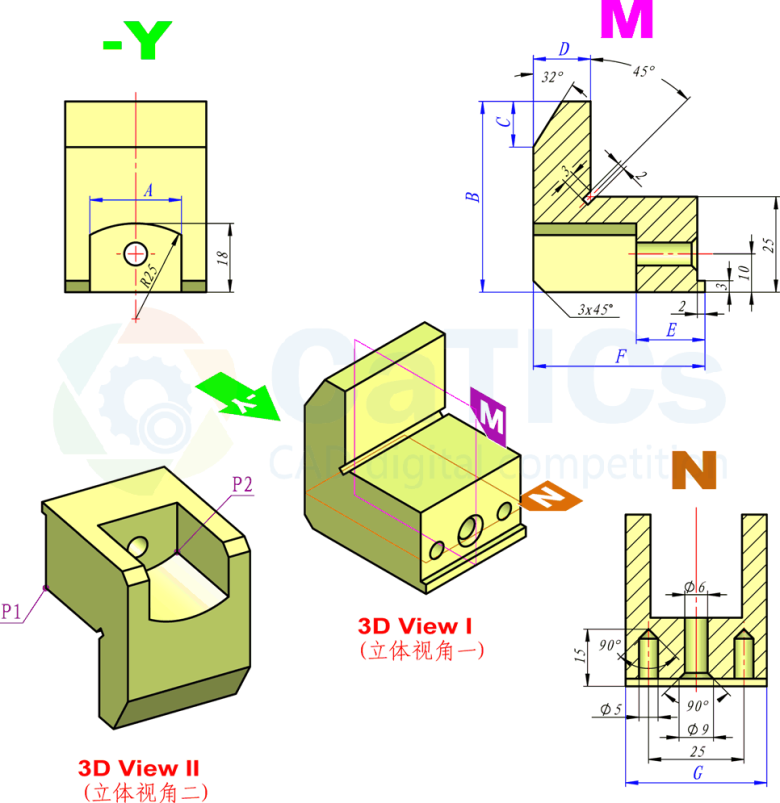 -Y
M
D
32°
45°
C
B
3
2
25
10
3
3x45°
2
E
F
A
R25
18
CaTICs
CAD digital competition
-Y
M
N
P2
P1
3D View I
(立体视角一)
N
Φ6
90°
15
Φ5
90°
Φ9
25
G
3D View II
(立体视角二)